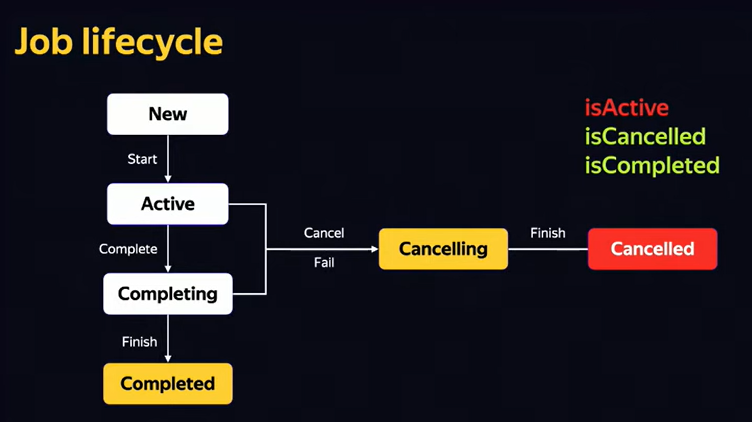 Job lifecycle
New
isActive
isCancelled
isCompleted
Start
Active
Cancel
Finish
Complete
Cancelling
Cancelled
Fail
Completing
Finish
Completed